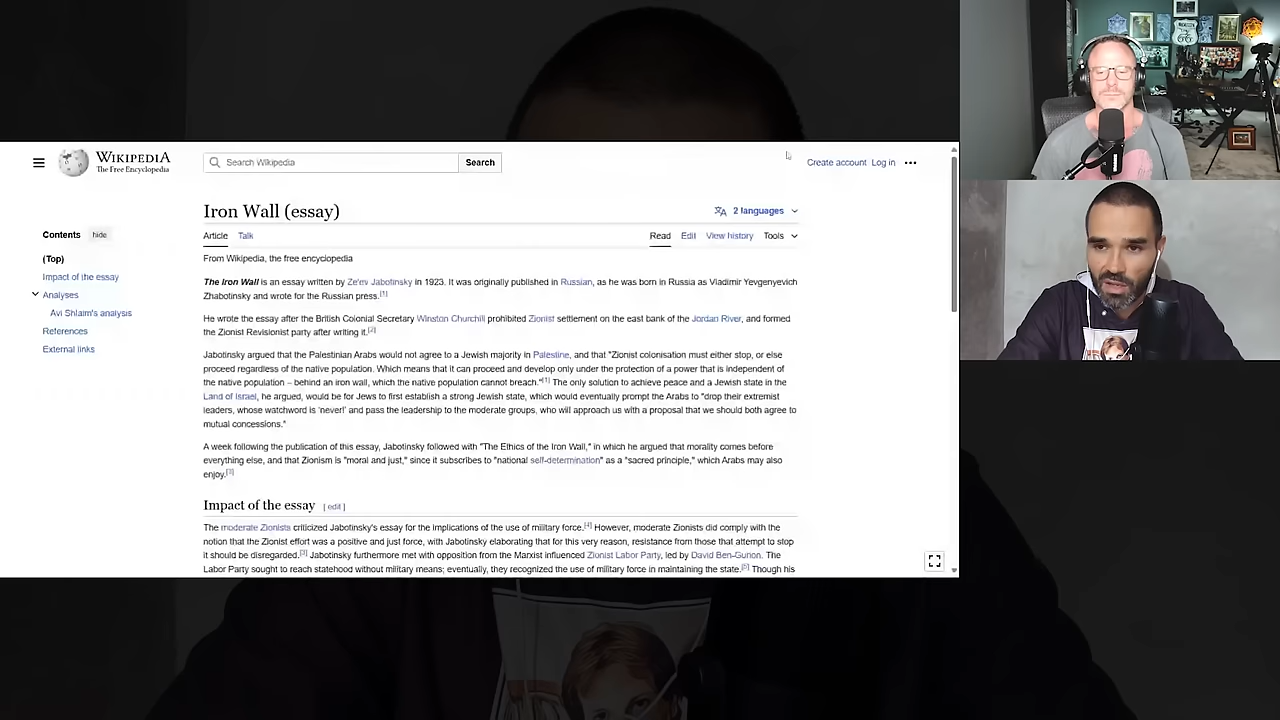 WIKIPEDIA
The Free Encyclopedia
Search Wikipedia
Search
Create account Log in
Contents hide
(Top)
Impact of the essay
Analyses
Avi Shlaim's analysis
References
External links
Iron Wall (essay)
2 languages
Article Talk
Read Edit View history Tools
From Wikipedia, the free encyclopedia
The Iron Wall is an essay written by Ze'ev Jabotinsky in 1923. It was originally published in Russian, as he was born in Russia as Vladimir Yevgenyevich
Zhabotinsky and wrote for the Russian press.[1]
He wrote the essay after the British Colonial Secretary Winston Churchill prohibited Zionist settlement on the east bank of the Jordan River, and formed
the Zionist Revisionist party after writing it.[2]
Jabotinsky argued that the Palestinian Arabs would not agree to a Jewish majority in Palestine, and that "Zionist colonisation must either stop, or else
proceed regardless of the native population. Which means that it can proceed and develop only under the protection of a power that is independent of
the native population – behind an iron wall, which the native population cannot breach."[1] The only solution to achieve peace and a Jewish state in the
Land of Israel, he argued, would be for Jews to first establish a strong Jewish state, which would eventually prompt the Arabs to "drop their extremist
leaders, whose watchword is 'never!' and pass the leadership to the moderate groups, who will approach us with a proposal that we should both agree to
mutual concessions."
A week following the publication of this essay, Jabotinsky followed with "The Ethics of the Iron Wall," in which he argued that morality comes before
everything else, and that Zionism is "moral and just," since it subscribes to "national self-determination" as a "sacred principle," which Arabs may also
enjoy.[3]
Impact of the essay [ edit ]
The moderate Zionists criticized Jabotinsky's essay for the implications of the use of military force.[4] However, moderate Zionists did comply with the
notion that the Zionist effort was a positive and just force, with Jabotinsky elaborating that for this very reason, resistance from those that attempt to stop
it should be disregarded.[3] Jabotinsky furthermore met with opposition from the Marxist influenced Zionist Labor Party, led by David Ben-Gurion. The
Labor Party sought to reach statehood without military means; eventually, they recognized the use of military force in maintaining the state.[5] Though his